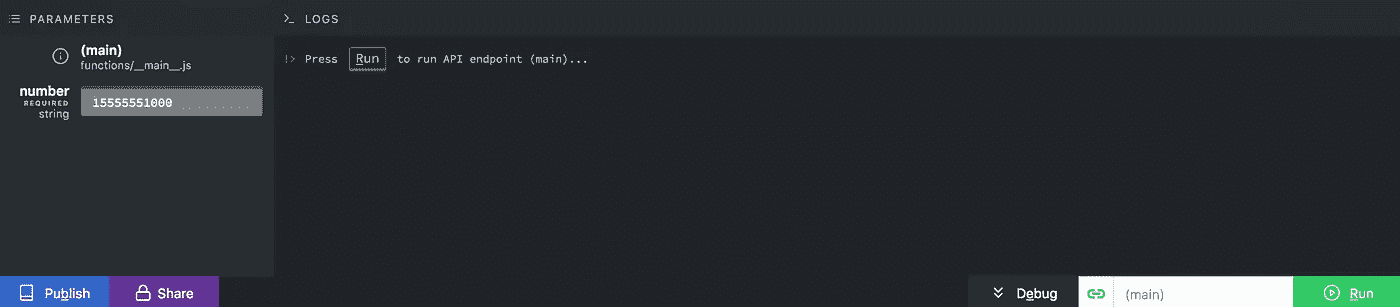 PARAMETERS
LOGS
(main)
functions/__main__.js
number
REQUIRED
string
15555551000
!> Press Run to run API endpoint (main)...
Publish
Share
Debug
(main)
Run